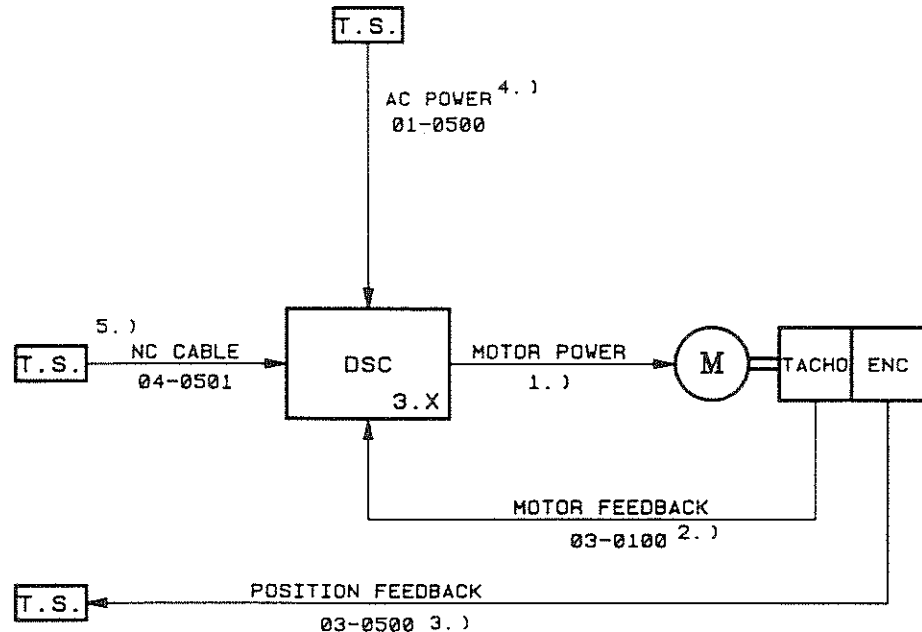 T.S.
AC POWER 4.)
01-0500
5.)
T.S.
NC CABLE
04-0501
DSC
3.X
MOTOR POWER
1.)
M
TACHO
ENC
MOTOR FEEDBACK
03-0100 2.)
T.S.
POSITION FEEDBACK
03-0500 3.)